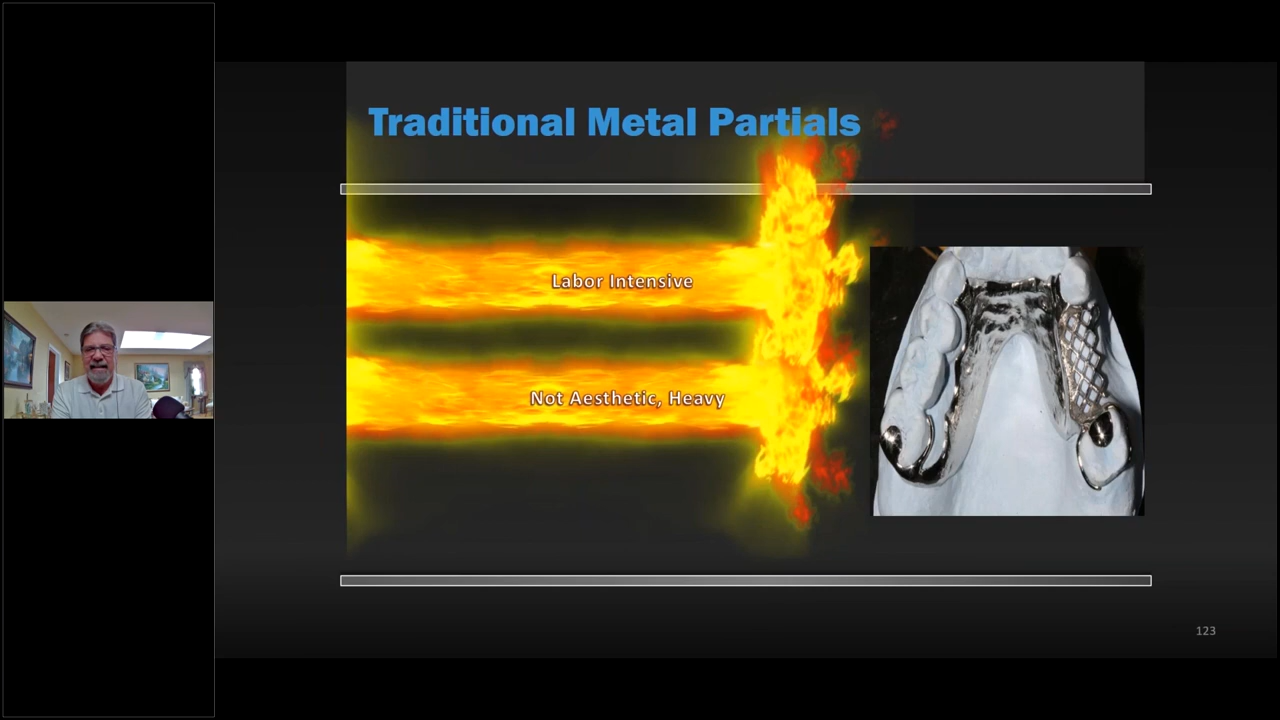 Traditional Metal Partials
Labor Intensive
Not Aesthetic, Heavy
123